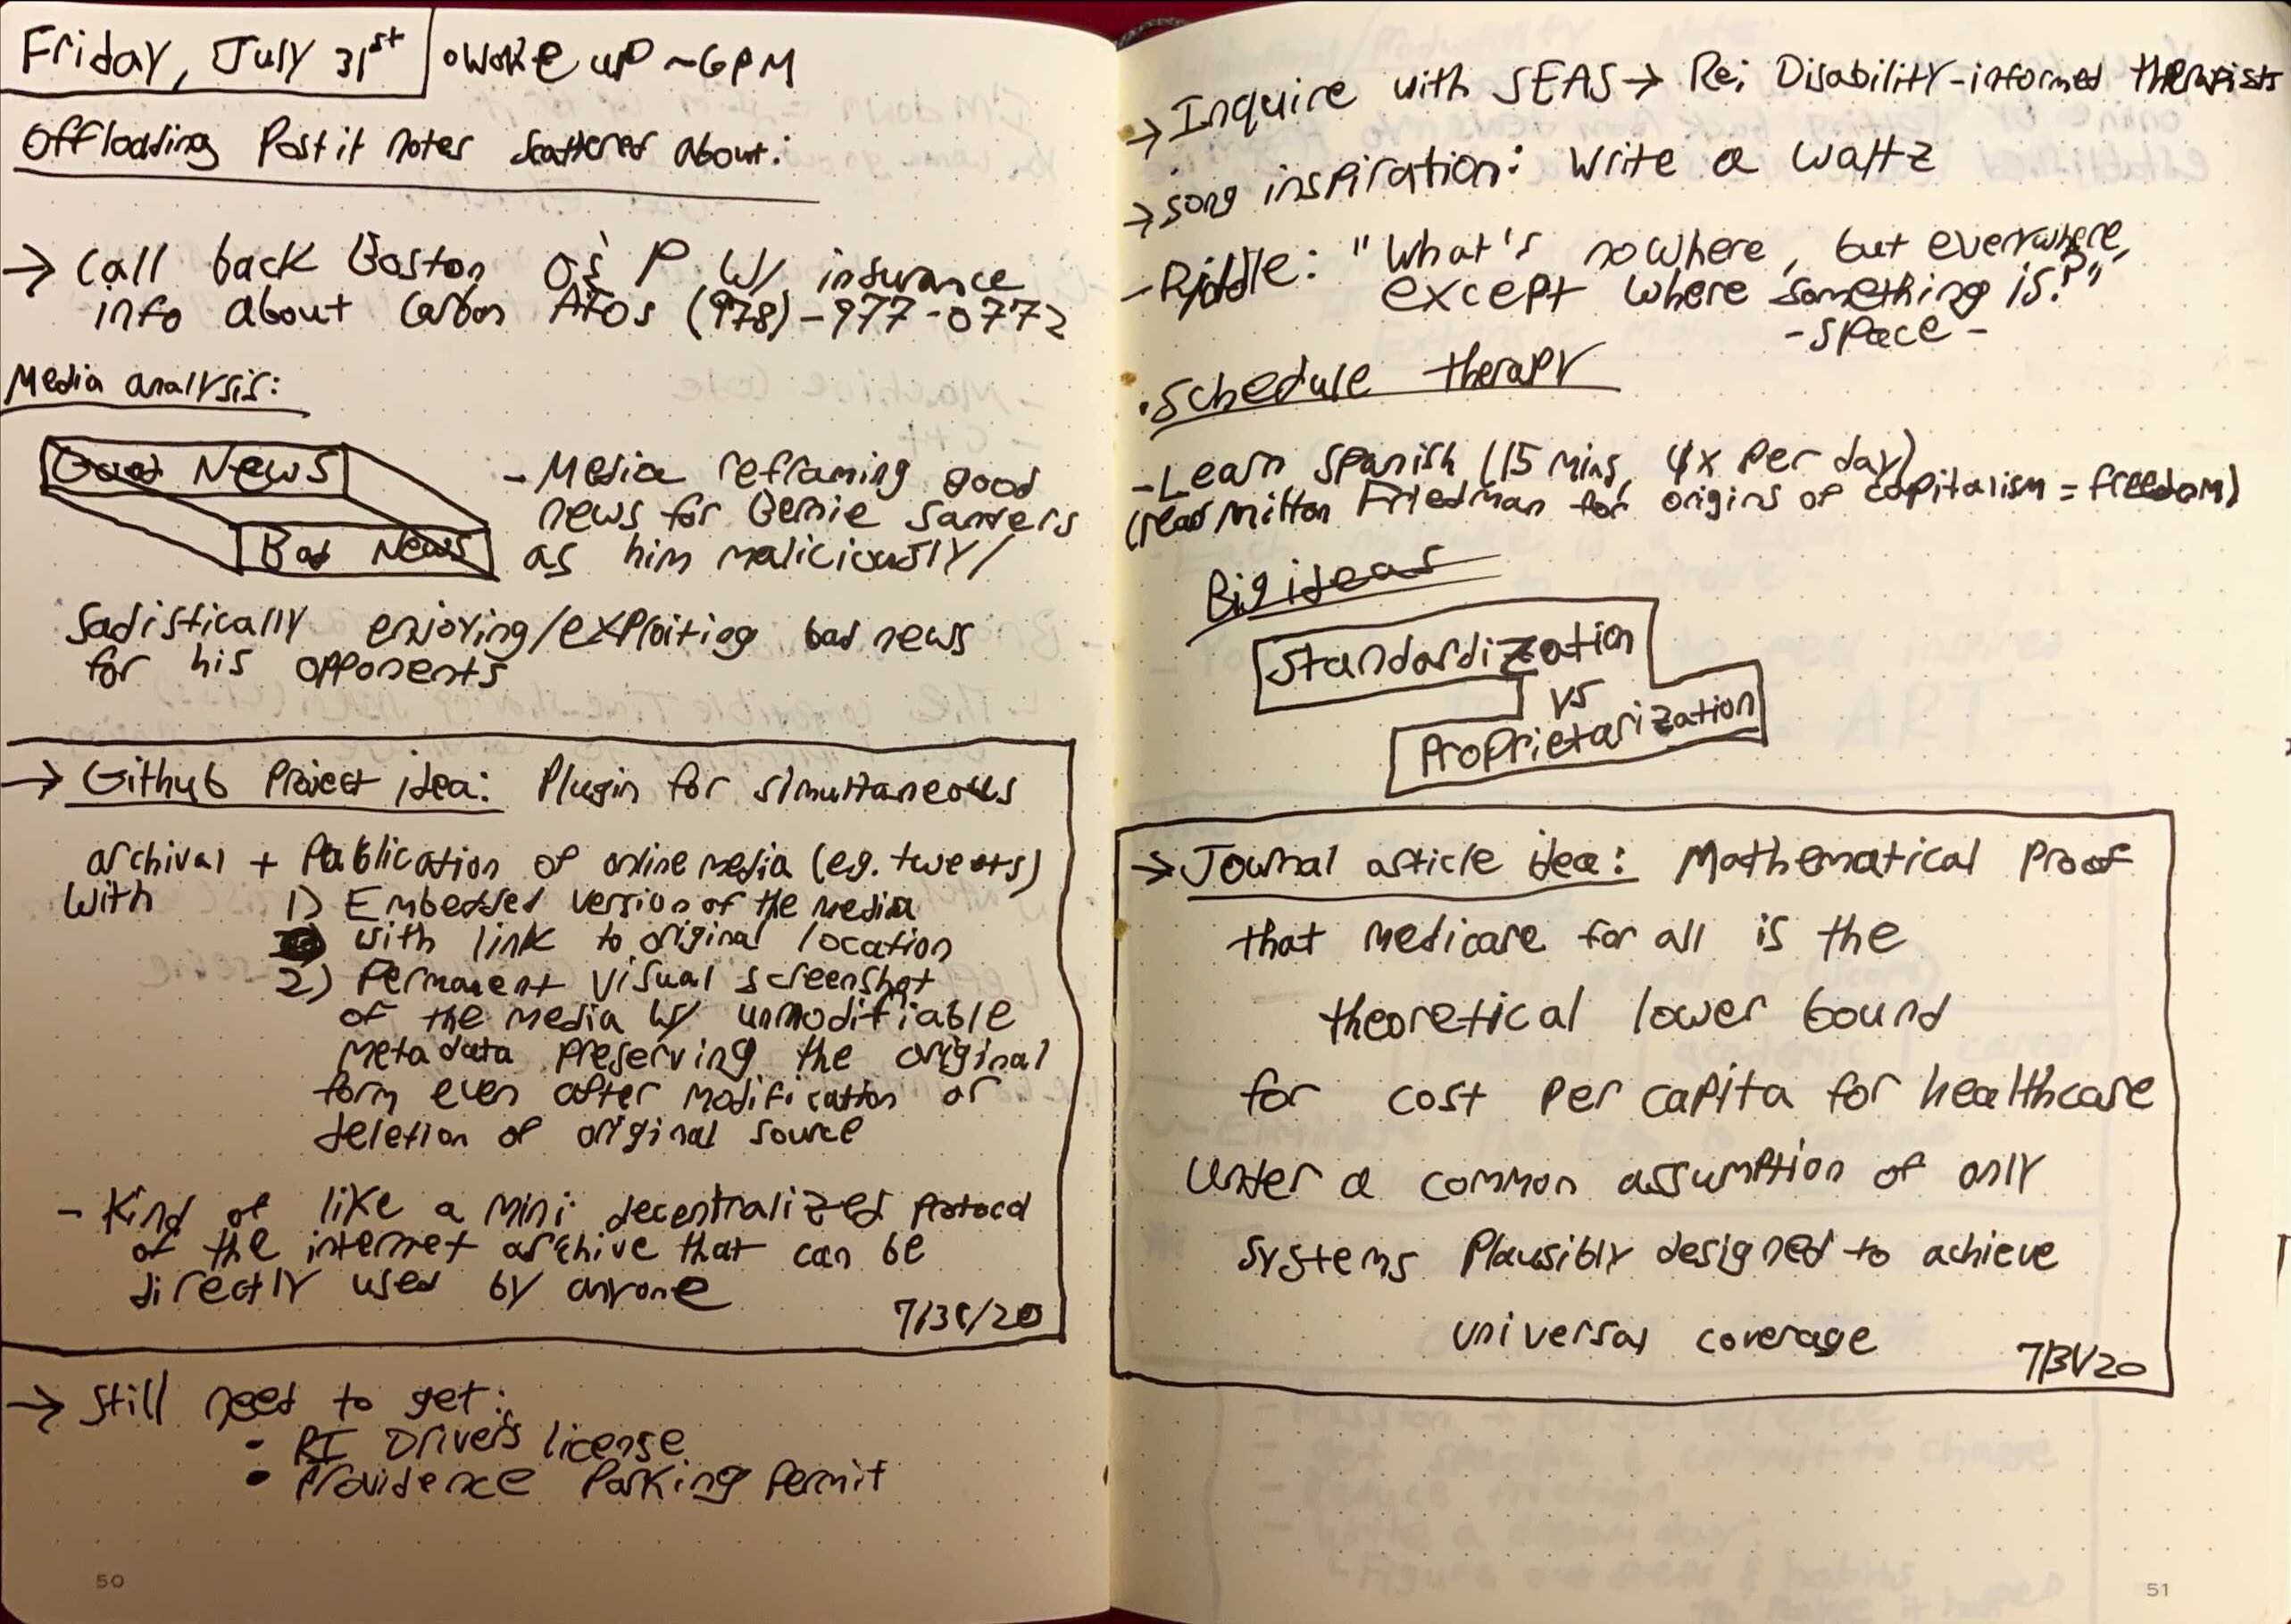 Friday, July 31st
• Woke up ~6PM
Offloading Post it notes scattered about:
→ Call back Boston O & P w/ insurance
info about carbon AFOs (978)-977-0772
Media analysis:
Good News
Bad News
- Media reframing good
news for Bernie Sanders
as him maliciously/
sadistically enjoying/exploiting bad news
for his opponents
→ Github Project idea: Plugin for simultaneous
archival + Publication of online media (eg. tweets)
with
1) Embedded version of the media
with link to original location
2) Permanent visual screenshot
of the media w/ unmodifiable
metadata preserving the original
form even after modification or
deletion of original source
- Kind of like a mini decentralized protocol
of the internet archive that can be
directly used by anyone
7/31/20
→ Still need to get:
• RI Drivers license
• Providence Parking Permit
50
→ Inquire with SEAS → Re: Disability-informed therapists
→ song inspiration: Write a waltz
- Riddle: "What's nowhere, but everywhere,
except where something is?"
- space -
• Schedule therapy
- Learn Spanish (15 mins, 4x per day)
(read Milton Friedman for origins of capitalism = freedom)
Big ideas
Standardization
vs
Proprietarization
→ Journal article idea: Mathematical Proof
that medicare for all is the
theoretical lower bound
for cost per capita for healthcare
under a common assumption of only
systems plausibly designed to achieve
universal coverage
7/31/20
51